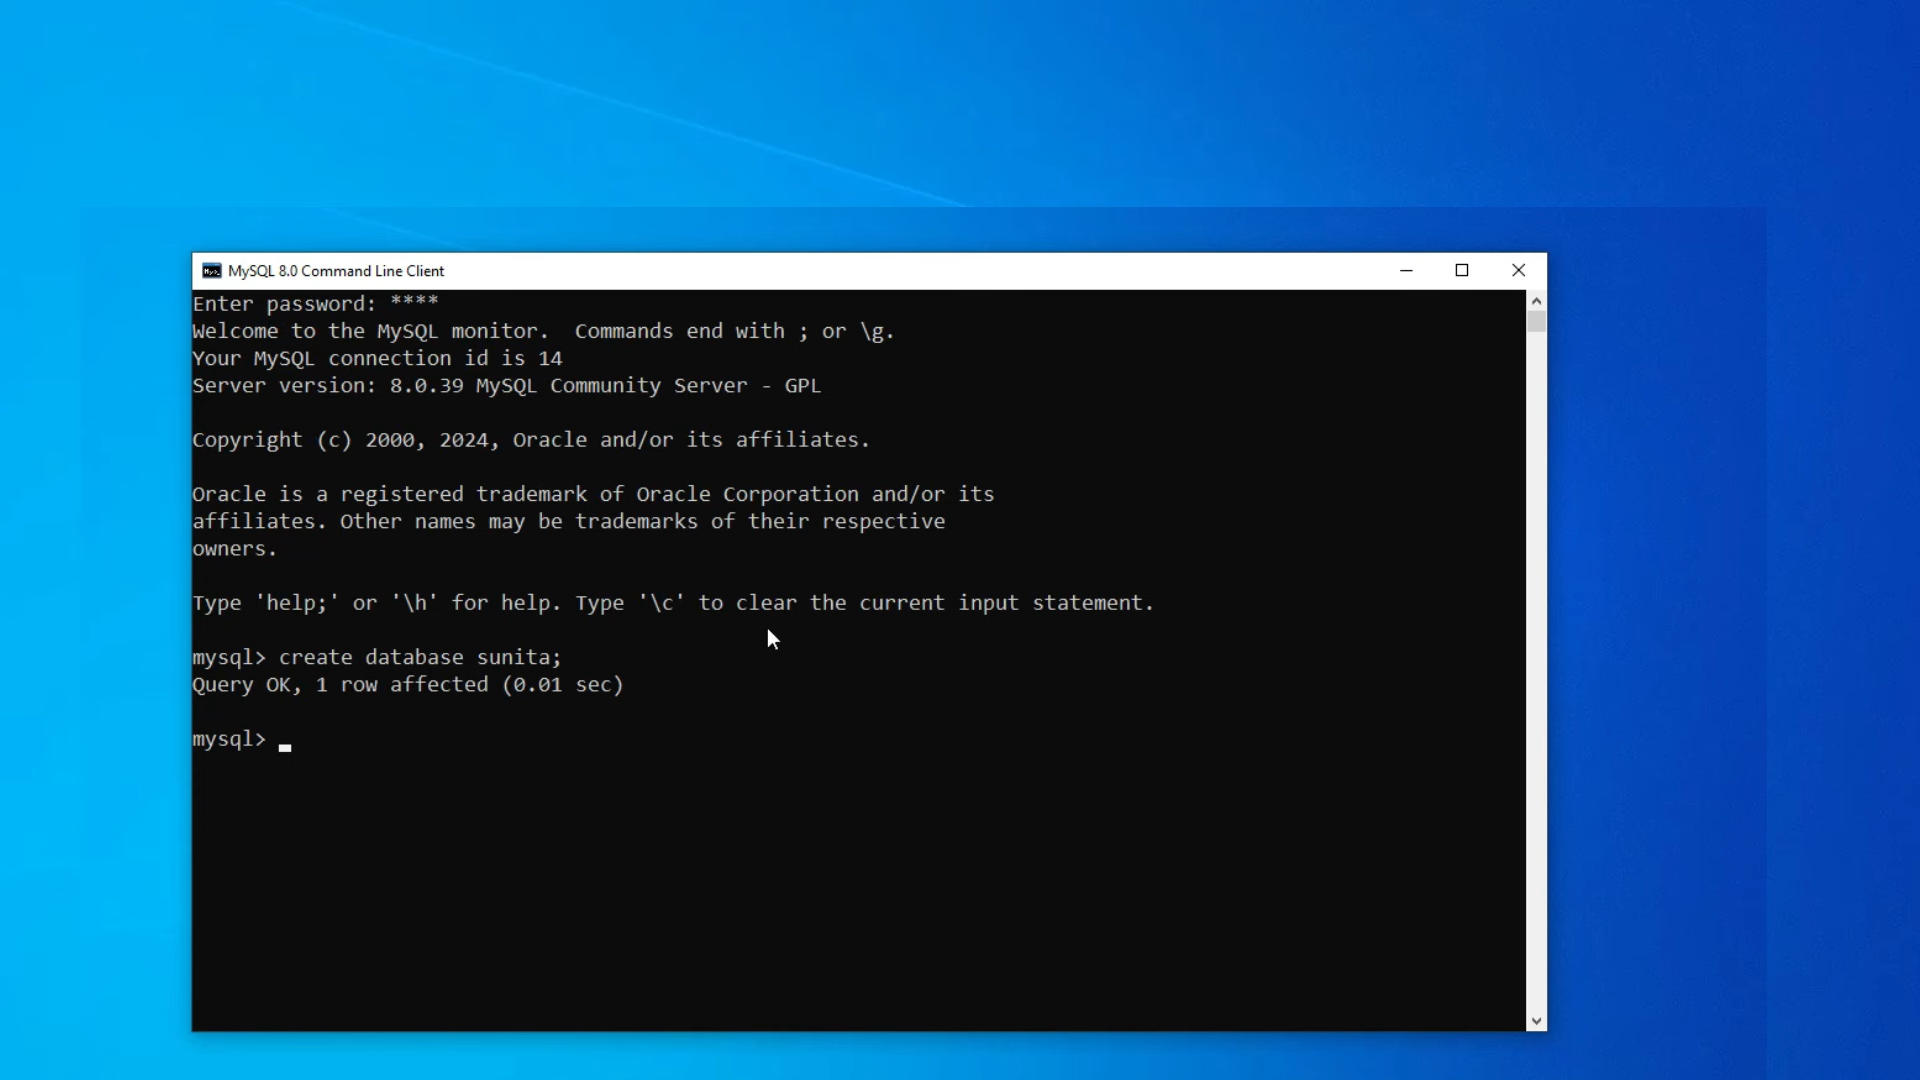 MySQL 8.0 Command Line Client
Enter password: ****
Welcome to the MySQL monitor.  Commands end with ; or \g.
Your MySQL connection id is 14
Server version: 8.0.39 MySQL Community Server - GPL
Copyright (c) 2000, 2024, Oracle and/or its affiliates.
Oracle is a registered trademark of Oracle Corporation and/or its
affiliates. Other names may be trademarks of their respective
owners.
Type 'help;' or '\h' for help. Type '\c' to clear the current input statement.
mysql> create database sunita;
Query OK, 1 row affected (0.01 sec)
mysql>